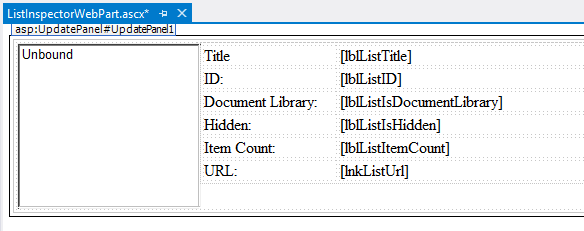 ListInspectorWebPart.ascx*
asp:UpdatePanel#UpdatePanel1
Unbound
Title [lblListTitle]
ID: [lblListID]
Document Library: [lblListIsDocumentLibrary]
Hidden: [lblListIsHidden]
Item Count: [lblListItemCount]
URL: [lnkListUrl]